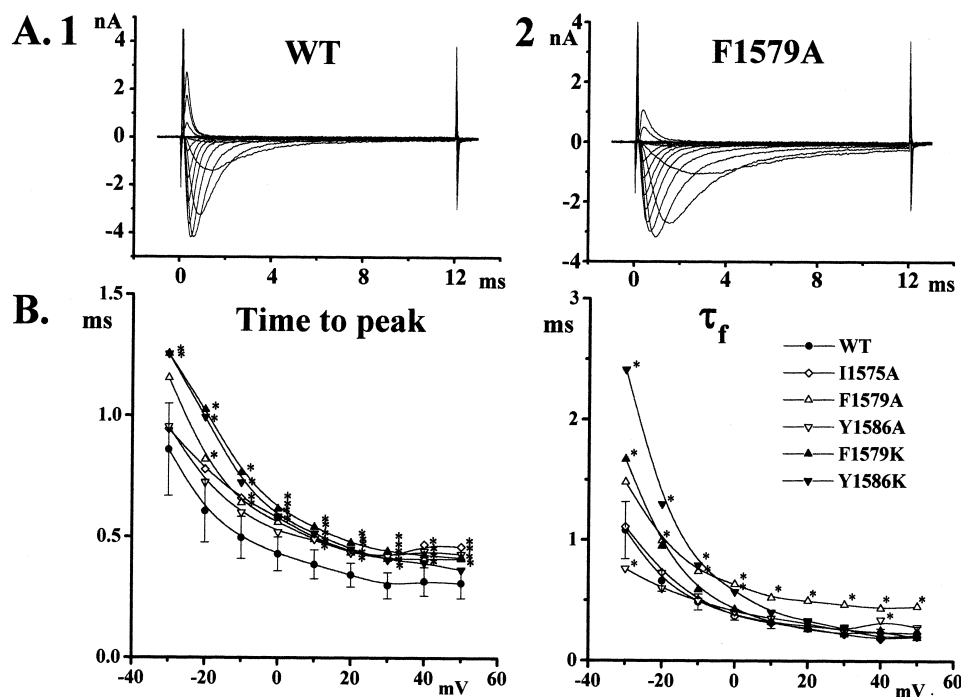 A. 1
nA
WT
4
2
0
-2
-4
0
4
8
12
ms
2
nA
F1579A
4
2
0
-2
-4
0
4
8
12
ms
B.
ms
Time to peak
1.5
1.0
0.5
0.0
-40
-20
0
20
40
60
mV
ms
τf
3
2
1
0
-40
-20
0
20
40
60
mV
WT
I1575A
F1579A
Y1586A
F1579K
Y1586K